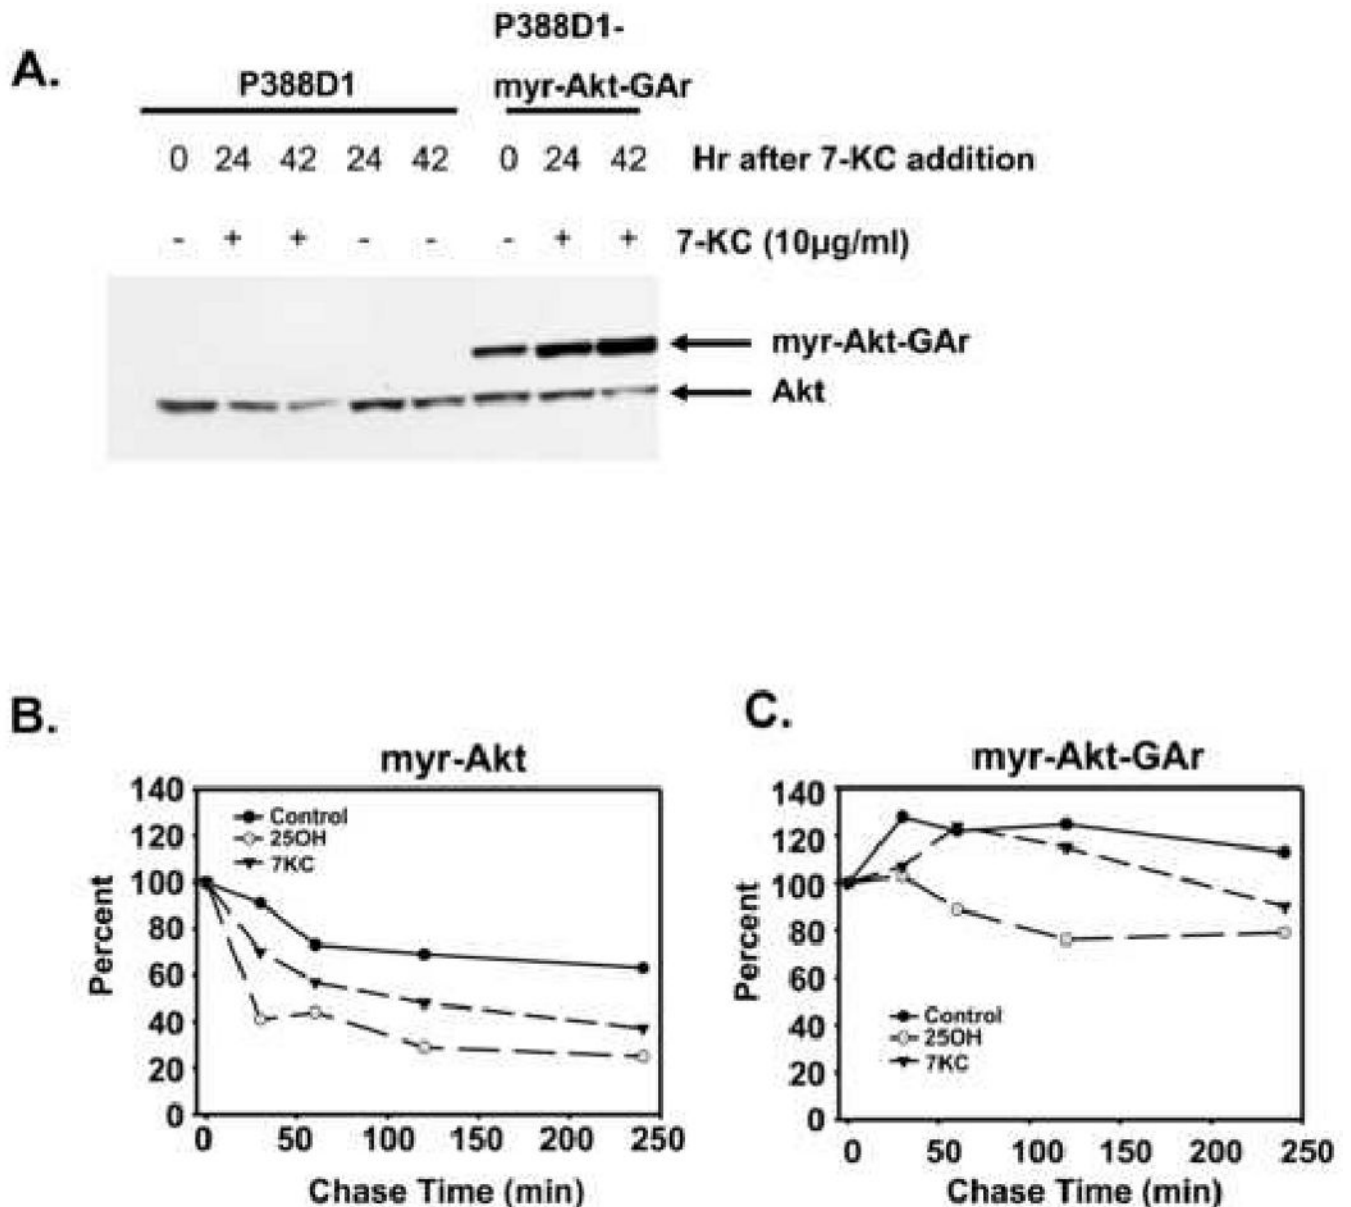 A.
P388D1
P388D1-
myr-Akt-GAr
0 24 42 24 42 0 24 42 Hr after 7-KC addition
- + + - - - + + 7-KC (10µg/ml)
myr-Akt-GAr
Akt
B.
myr-Akt
140
120
100
80
60
40
20
0
Percent
Control
25OH
7KC
0 50 100 150 200 250
Chase Time (min)
C.
myr-Akt-GAr
140
120
100
80
60
40
20
0
Percent
Control
25OH
7KC
0 50 100 150 200 250
Chase Time (min)